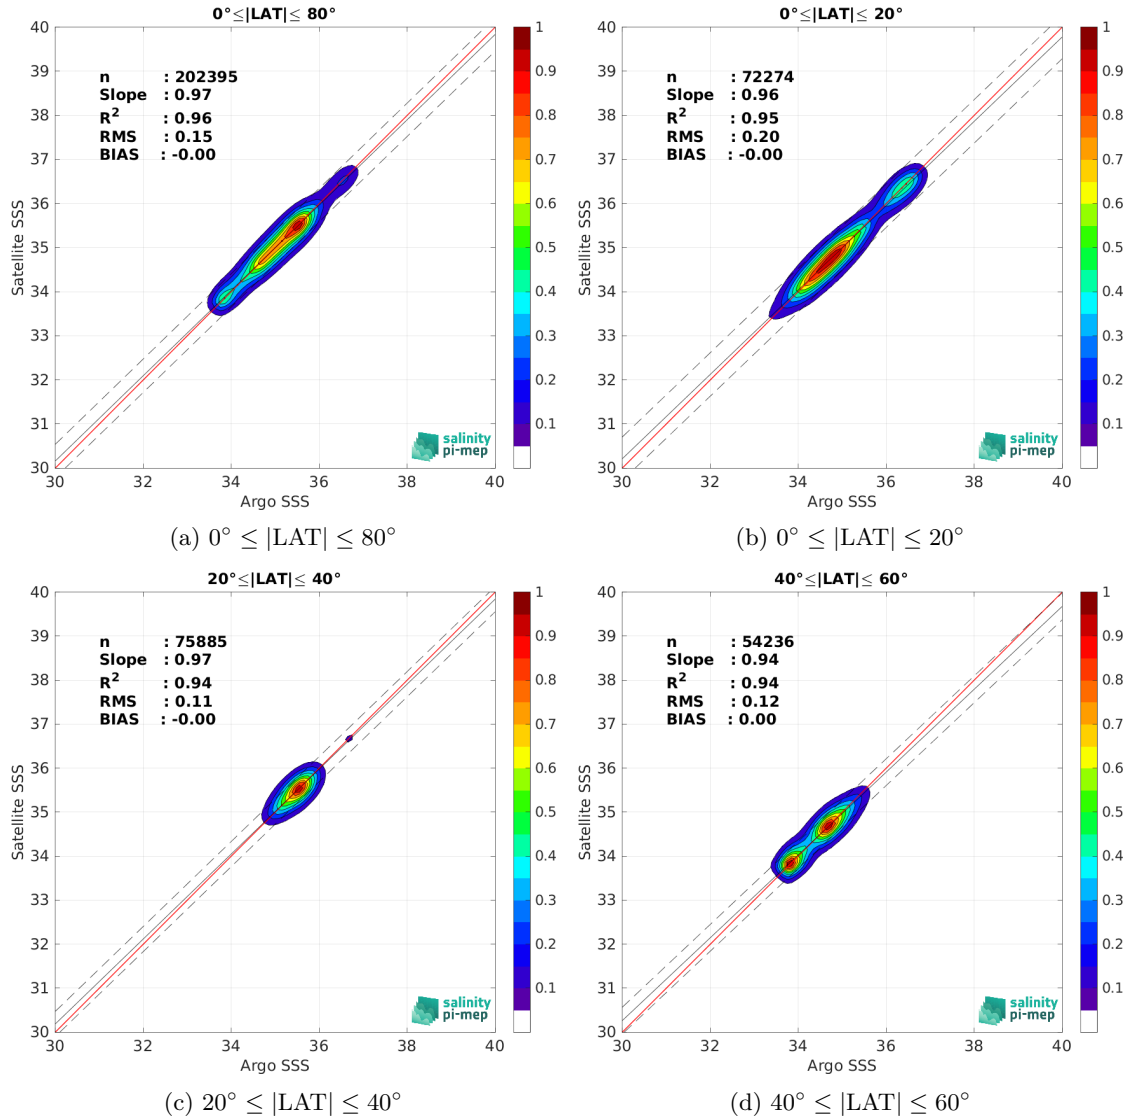 0°≤|LAT|≤ 80°
40
39
38
37
36
35
34
33
32
31
30
Satellite SSS
n : 202395
Slope : 0.97
R² : 0.96
RMS : 0.15
BIAS : -0.00
salinity
pi-mep
30 32 34 36 38 40
Argo SSS
1
0.9
0.8
0.7
0.6
0.5
0.4
0.3
0.2
0.1
(a) 0° ≤ |LAT| ≤ 80°
0°≤|LAT|≤ 20°
40
39
38
37
36
35
34
33
32
31
30
Satellite SSS
n : 72274
Slope : 0.96
R² : 0.95
RMS : 0.20
BIAS : -0.00
salinity
pi-mep
30 32 34 36 38 40
Argo SSS
1
0.9
0.8
0.7
0.6
0.5
0.4
0.3
0.2
0.1
(b) 0° ≤ |LAT| ≤ 20°
20°≤|LAT|≤ 40°
40
39
38
37
36
35
34
33
32
31
30
Satellite SSS
n : 75885
Slope : 0.97
R² : 0.94
RMS : 0.11
BIAS : -0.00
salinity
pi-mep
30 32 34 36 38 40
Argo SSS
1
0.9
0.8
0.7
0.6
0.5
0.4
0.3
0.2
0.1
(c) 20° ≤ |LAT| ≤ 40°
40°≤|LAT|≤ 60°
40
39
38
37
36
35
34
33
32
31
30
Satellite SSS
n : 54236
Slope : 0.94
R² : 0.94
RMS : 0.12
BIAS : 0.00
salinity
pi-mep
30 32 34 36 38 40
Argo SSS
1
0.9
0.8
0.7
0.6
0.5
0.4
0.3
0.2
0.1
(d) 40° ≤ |LAT| ≤ 60°